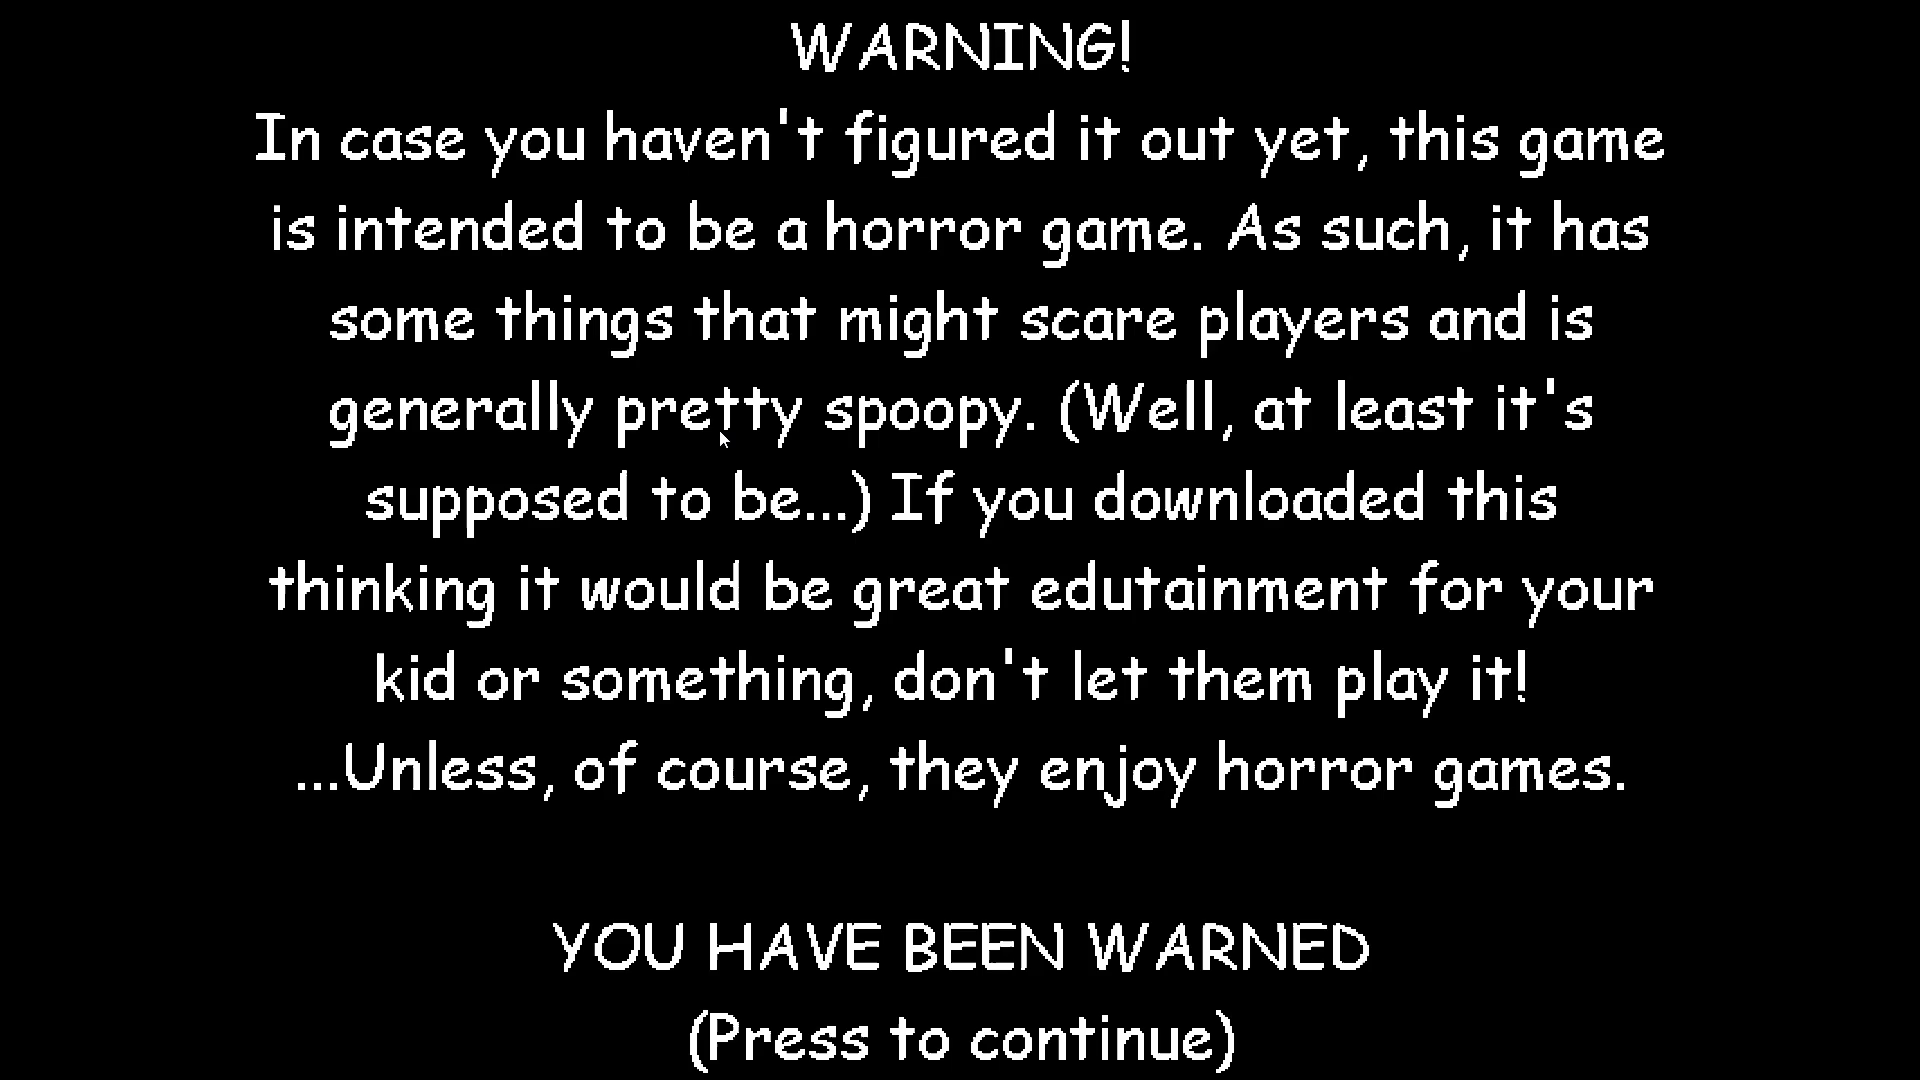 WARNING!
In case you haven't figured it out yet, this game
is intended to be a horror game. As such, it has
some things that might scare players and is
generally pretty spoopy. (Well, at least it's
supposed to be...) If you downloaded this
thinking it would be great edutainment for your
kid or something, don't let them play it!
...Unless, of course, they enjoy horror games.
YOU HAVE BEEN WARNED
(Press to continue)